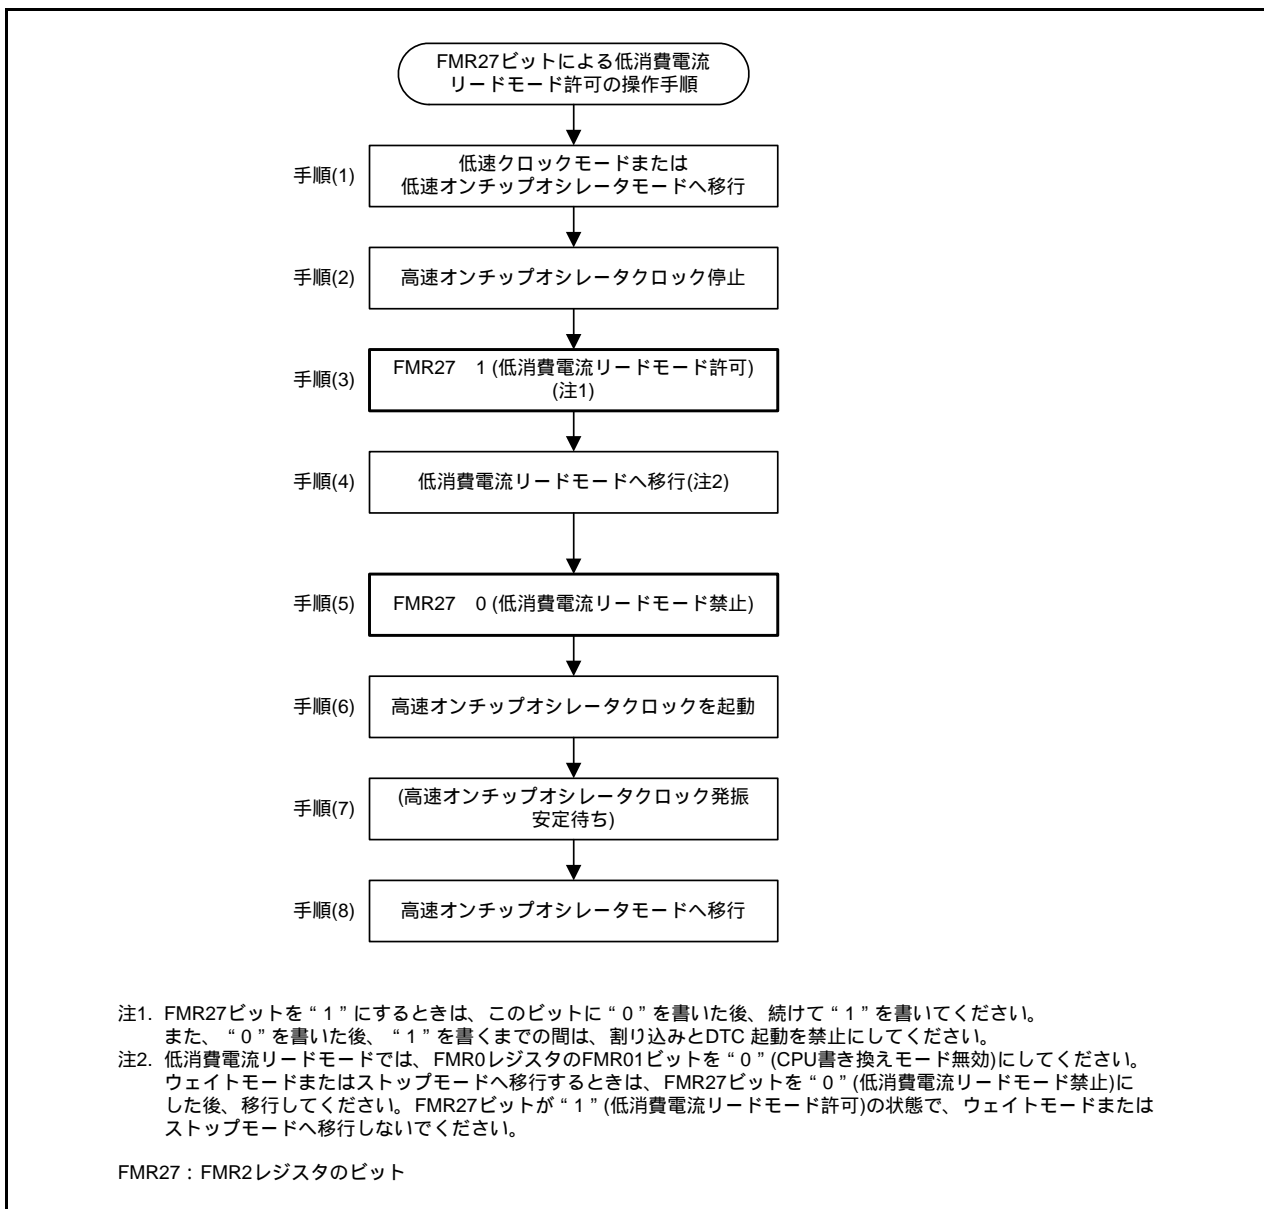 FMR27ビットによる低消費電流
リードモード許可の操作手順
手順(1)
低速クロックモードまたは
低速オンチップオシレータモードへ移行
手順(2)
高速オンチップオシレータクロック停止
手順(3)
FMR27　1 (低消費電流リードモード許可)
(注1)
手順(4)
低消費電流リードモードへ移行(注2)
手順(5)
FMR27　0 (低消費電流リードモード禁止)
手順(6)
高速オンチップオシレータクロックを起動
手順(7)
(高速オンチップオシレータクロック発振
安定待ち)
手順(8)
高速オンチップオシレータモードへ移行
注1. FMR27ビットを“1”にするときは、このビットに“0”を書いた後、続けて“1”を書いてください。
また、“0”を書いた後、“1”を書くまでの間は、割り込みとDTC 起動を禁止にしてください。
注2. 低消費電流リードモードでは、FMR0レジスタのFMR01ビットを“0”(CPU書き換えモード無効)にしてください。
ウェイトモードまたはストップモードへ移行するときは、FMR27ビットを“0”(低消費電流リードモード禁止)に
した後、移行してください。FMR27ビットが“1”(低消費電流リードモード許可)の状態で、ウェイトモードまたは
ストップモードへ移行しないでください。
FMR27：FMR2レジスタのビット